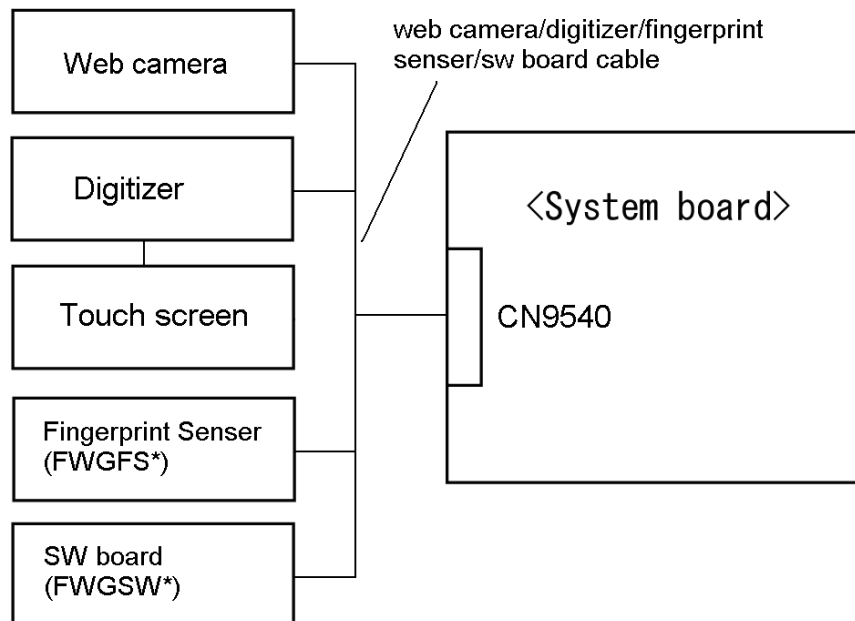 web camera/digitizer/fingerprint
senser/sw board cable
Web camera
Digitizer
<System board>
Touch screen
CN9540
Fingerprint Senser
(FWGFS*)
SW board
(FWGSW*)